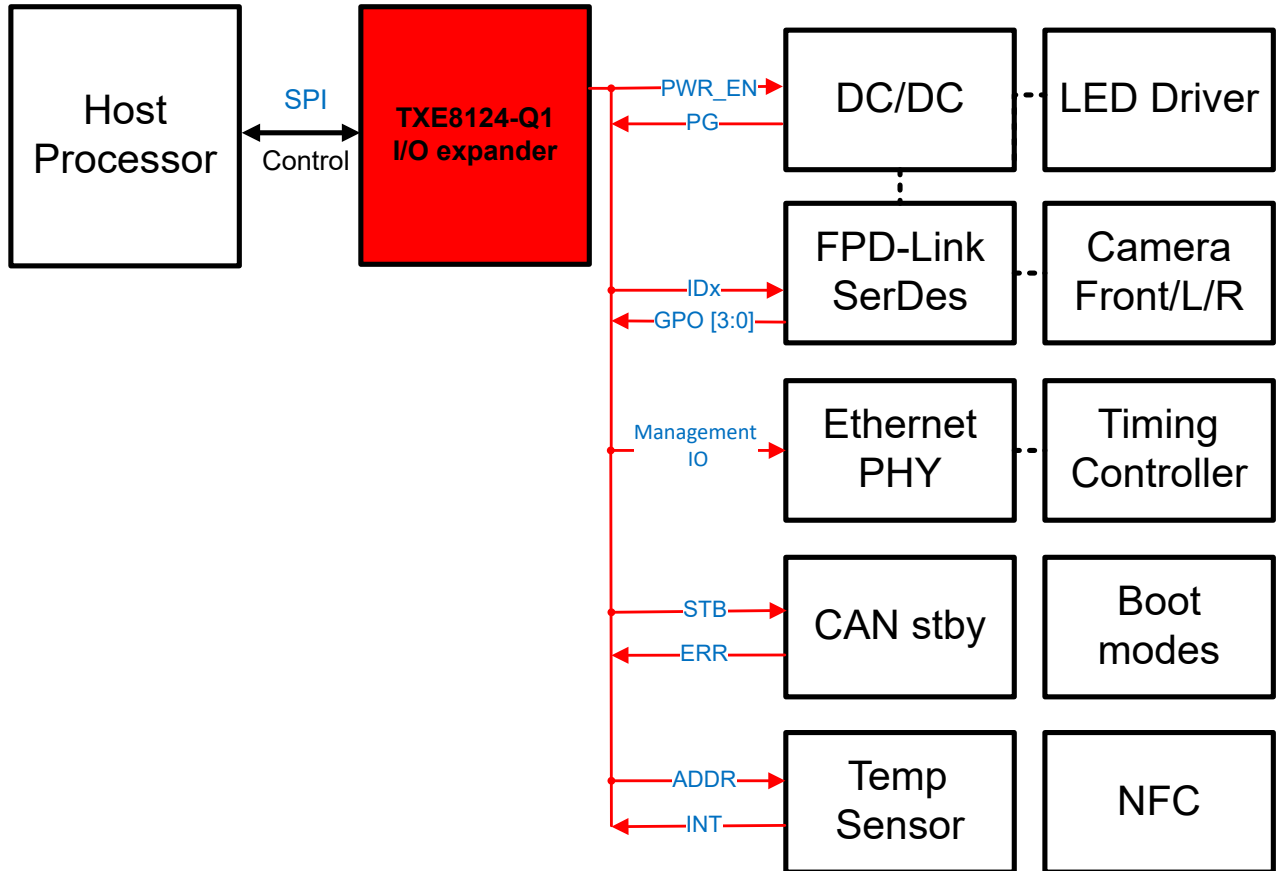 Host
Processor
SPI
Control
TXE8124-Q1
I/O expander
PWR_EN
PG
DC/DC
LED Driver
IDx
GPO [3:0]
FPD-Link
SerDes
Camera
Front/L/R
Management
IO
Ethernet
PHY
Timing
Controller
STB
ERR
CAN stby
Boot
modes
ADDR
INT
Temp
Sensor
NFC